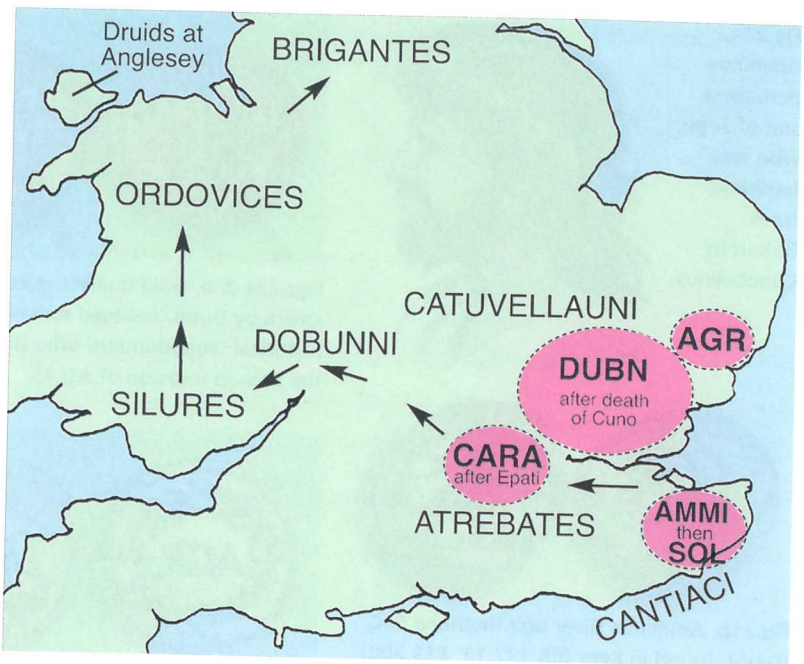 Druids at
Anglesey
BRIGANTES
ORDOVICES
CATUVELLAUNI
DOBUNNI
AGR
DUBN
after death
of Cuno
SILURES
CARA
after Epati
ATREBATES
AMMI
then
SOL
CANTIACI